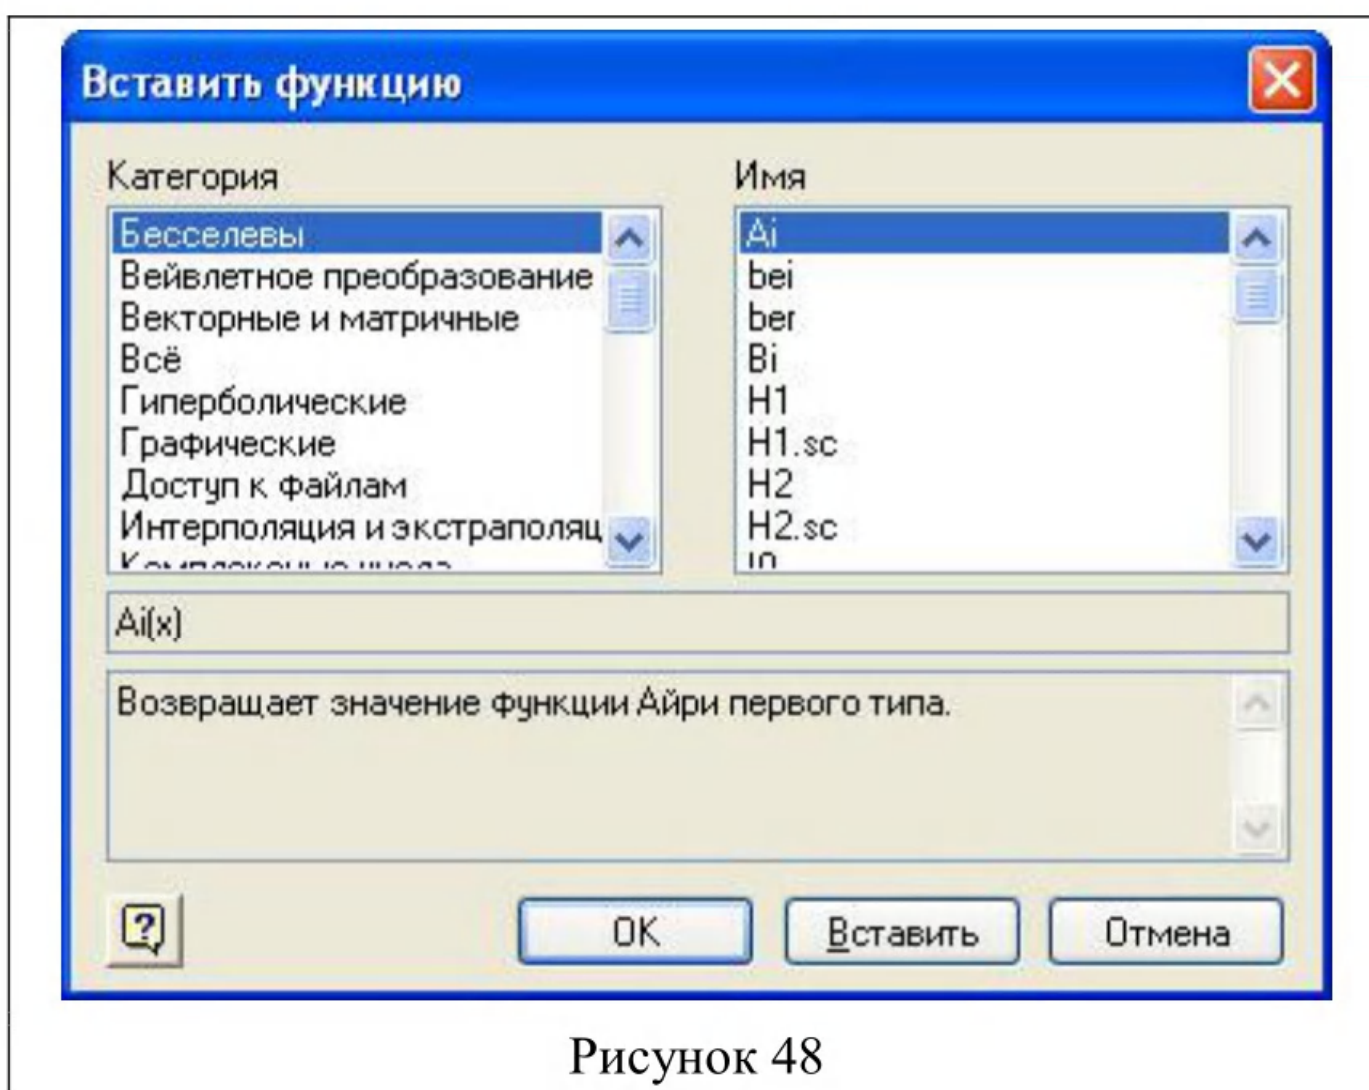 Вставить функцию
Категория
Бесселевы
Вейвлетное преобразование
Векторные и матричные
Всё
Гиперболические
Графические
Доступ к файлам
Интерполяция и экстраполяц
Имя
Ai
bei
ber
Bi
H1
H1.sc
H2
H2.sc
Ai(x)
Возвращает значение функции Айри первого типа.
OK
Вставить
Отмена
Рисунок 48